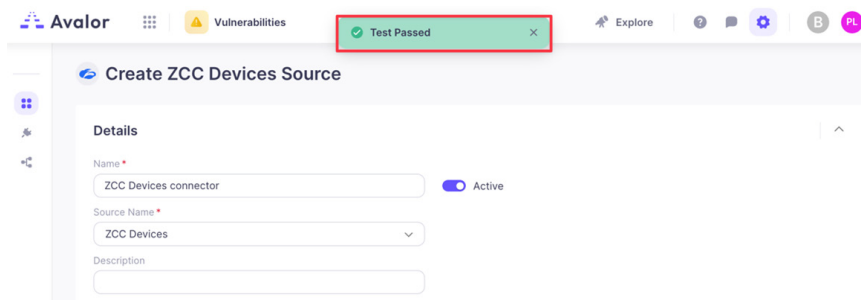 Avalor
Vulnerabilities
Test Passed
Explore
B
PL
Create ZCC Devices Source
Details
Name *
ZCC Devices connector
Active
Source Name *
ZCC Devices
Description